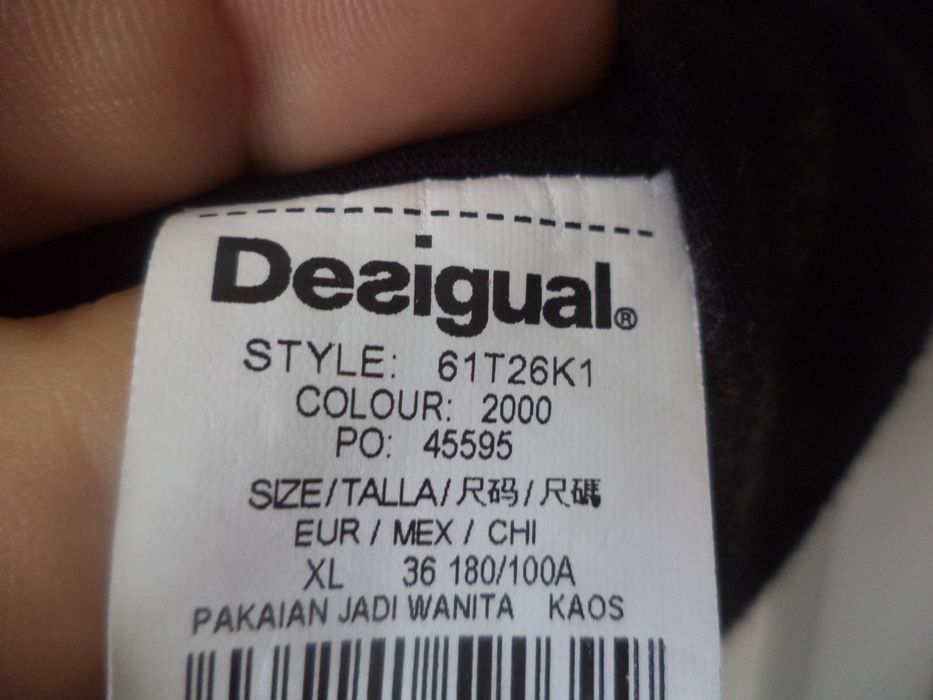 Desigual®
STYLE: 61T26K1
COLOUR: 2000
PO: 45595
SIZE/TALLA/尺码/尺碼
EUR / MEX / CHI
XL 36 180/100A
PAKAIAN JADI WANITA KAOS